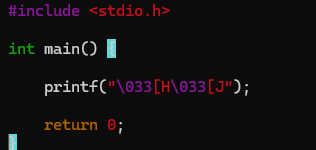 #include <stdio.h>
int main() {
printf("\033[H\033[J");
return 0;
}